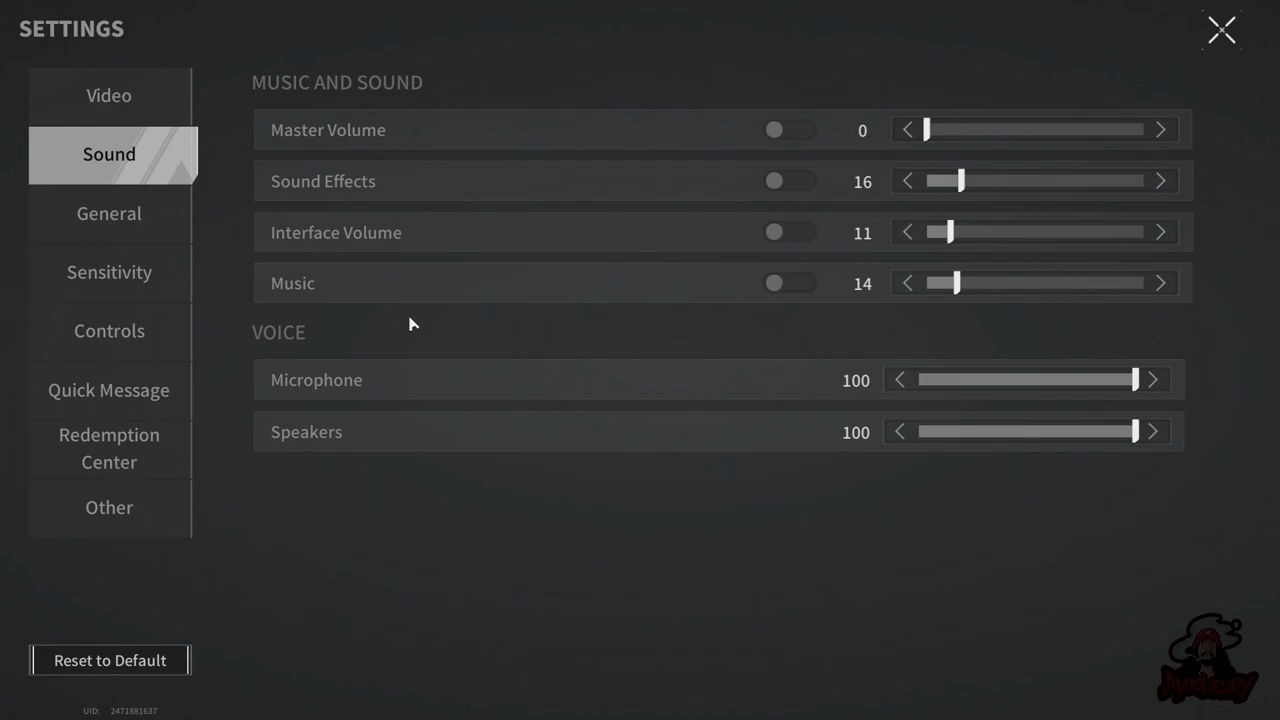 SETTINGS
Video
Sound
General
Sensitivity
Controls
Quick Message
Redemption
Center
Other
Reset to Default
UID: 2471881637
MUSIC AND SOUND
Master Volume 0
Sound Effects 16
Interface Volume 11
Music 14
VOICE
Microphone 100
Speakers 100